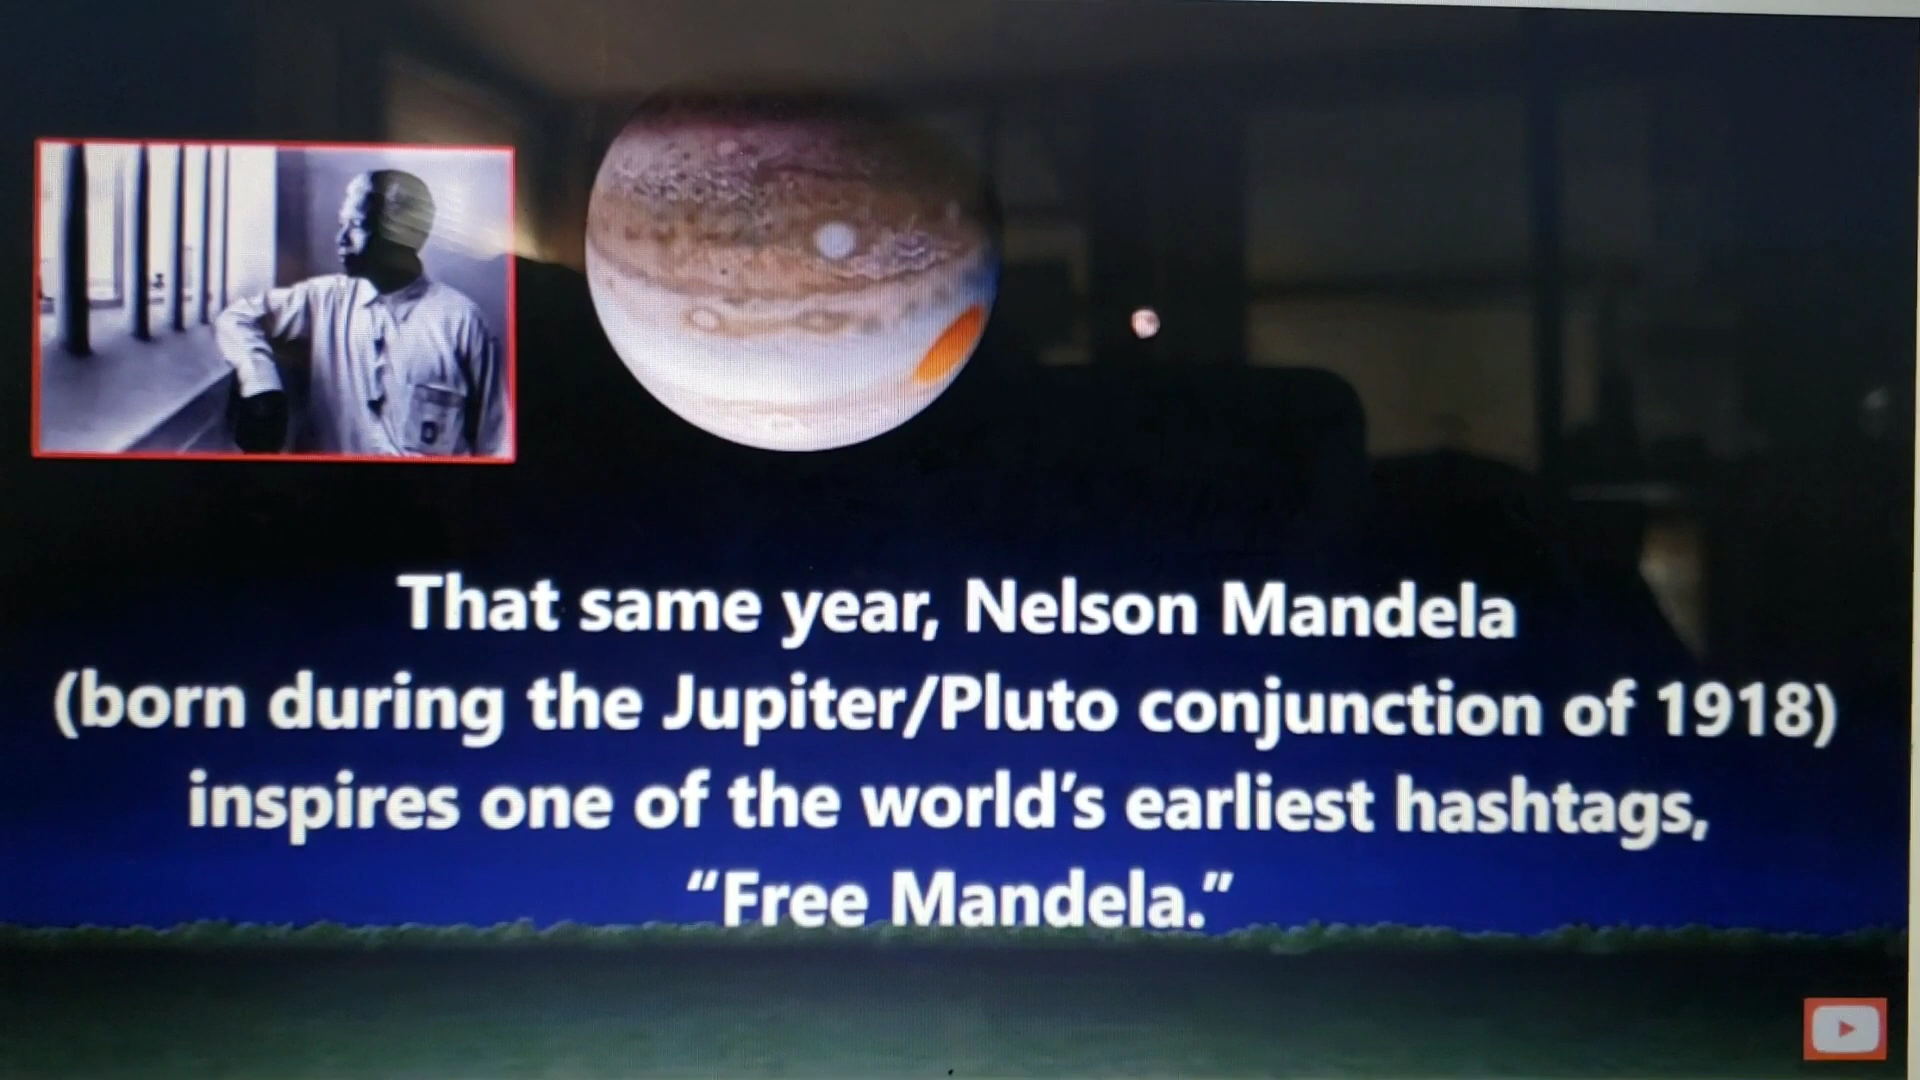 That same year, Nelson Mandela
(born during the Jupiter/Pluto conjunction of 1918)
inspires one of the world’s earliest hashtags,
“Free Mandela.”